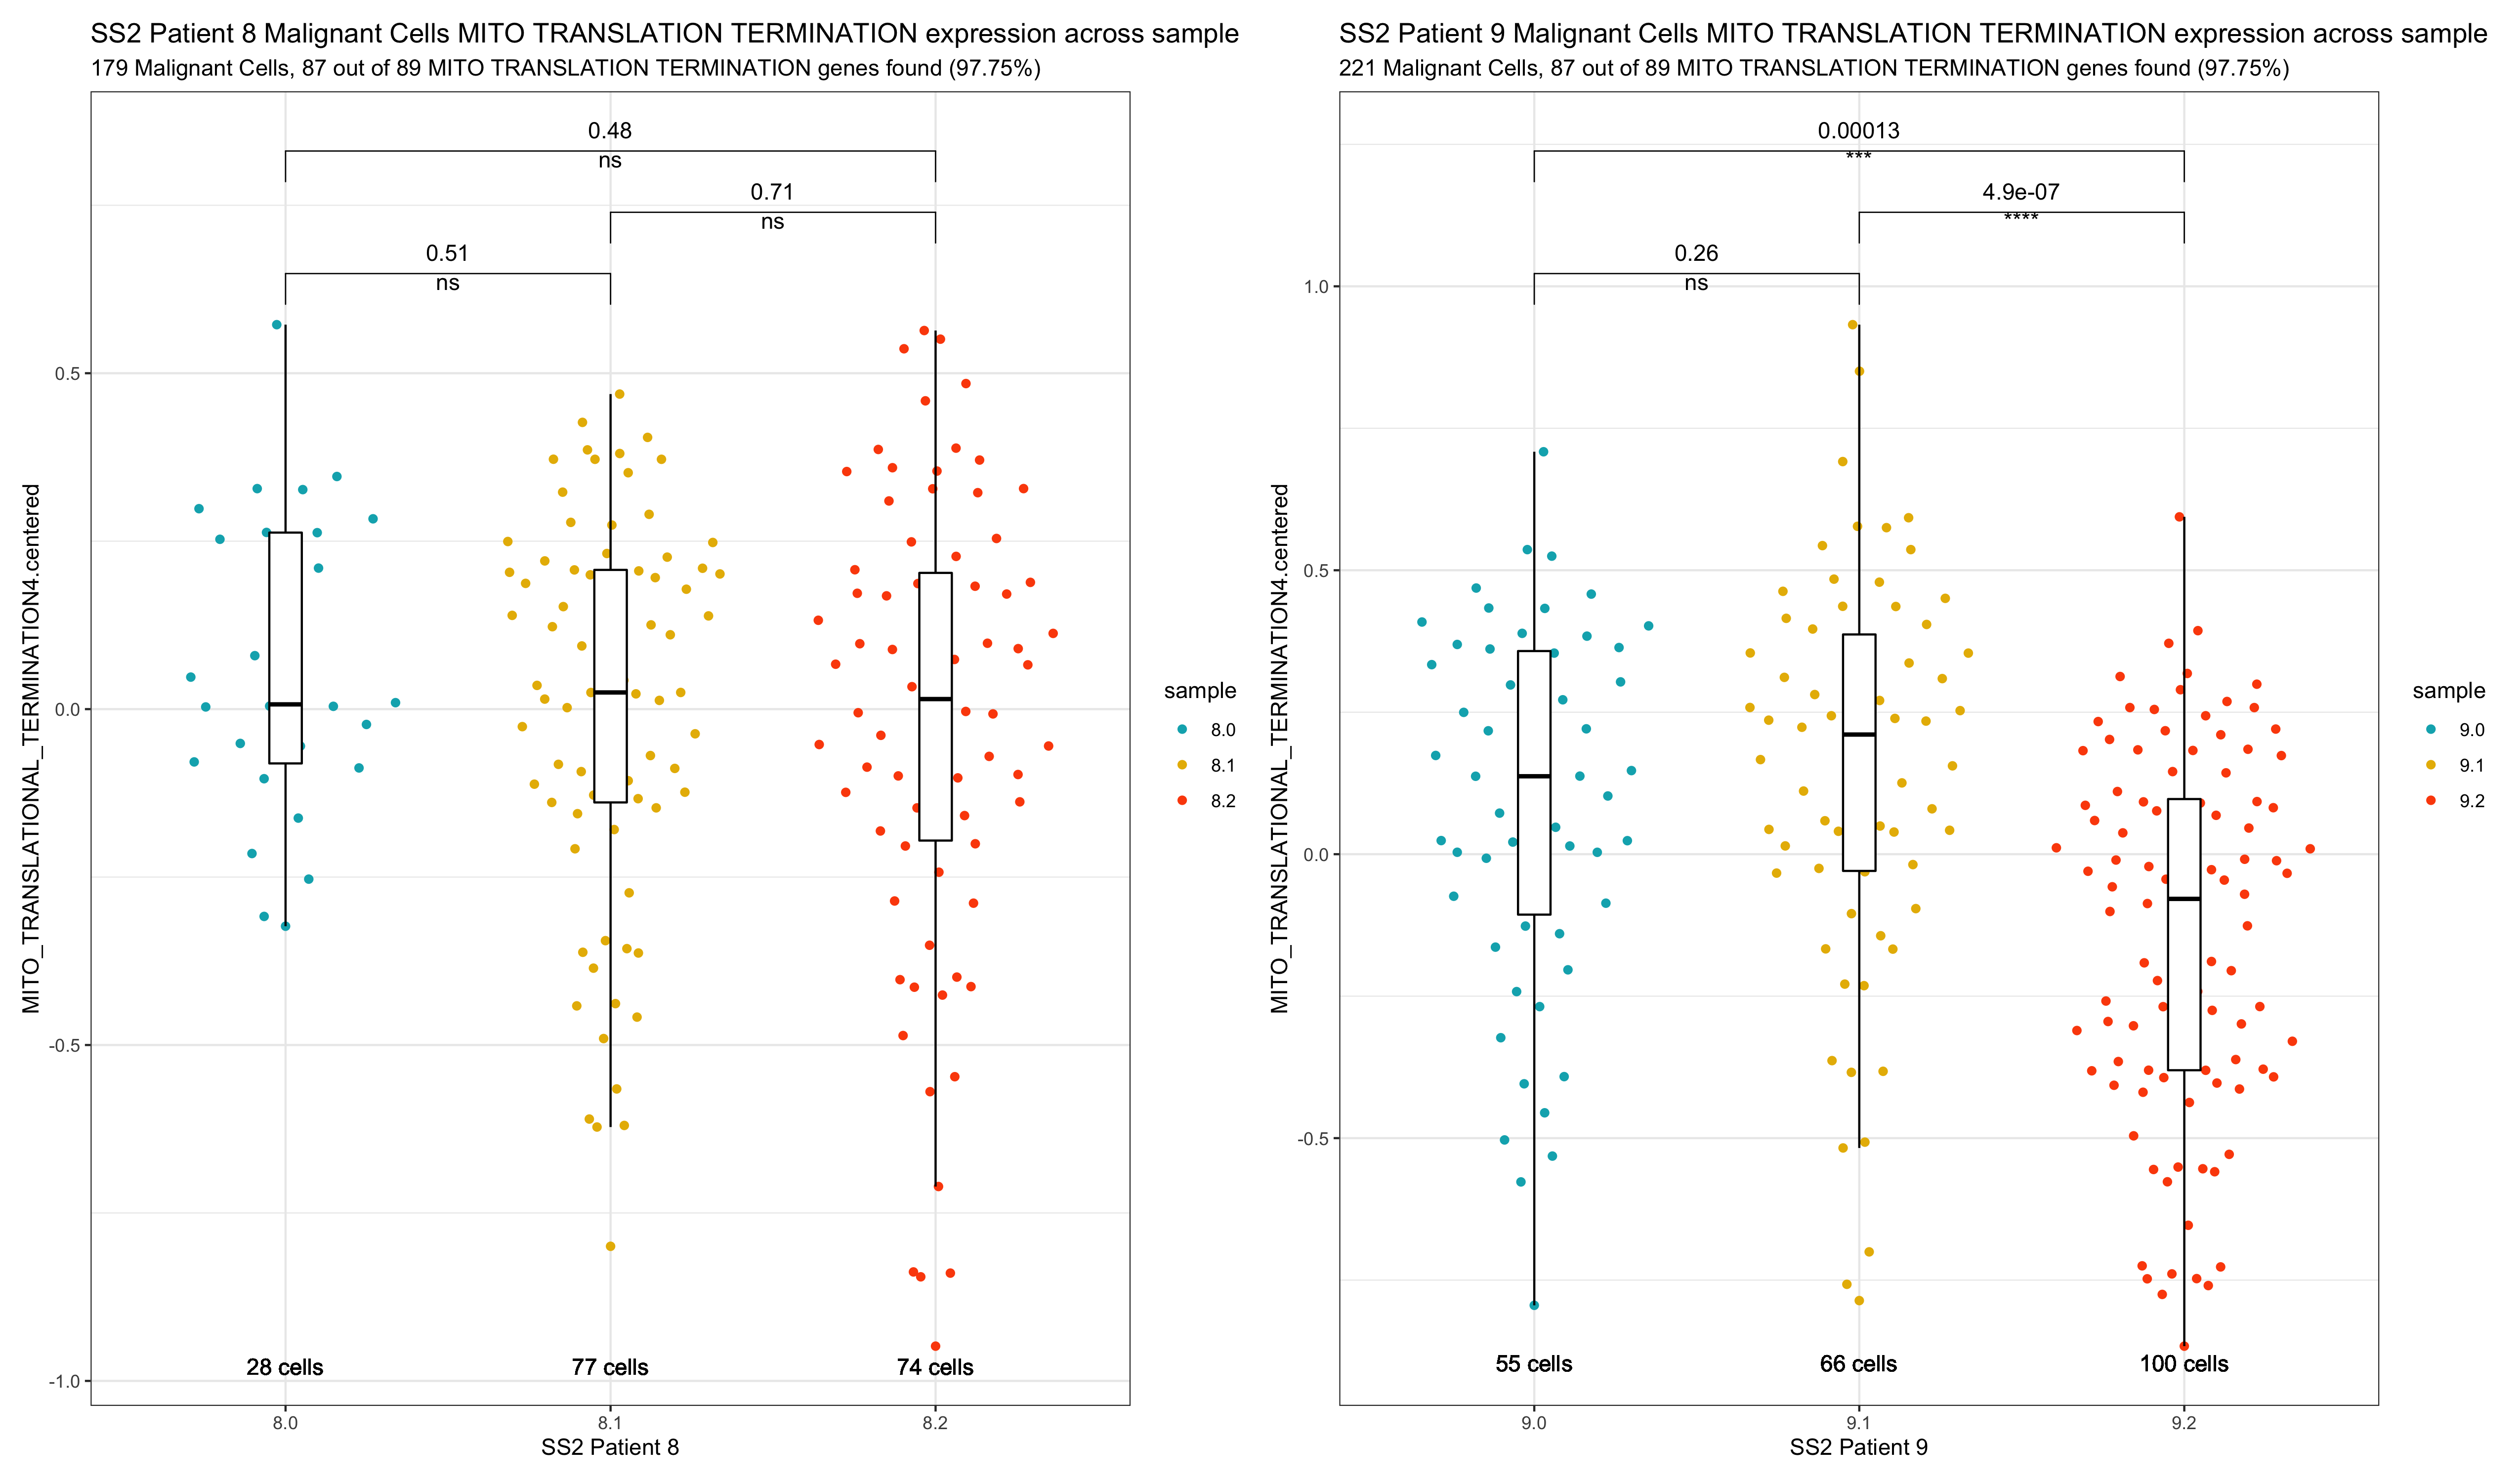 SS2 Patient 8 Malignant Cells MITO TRANSLATION TERMINATION expression across sample
179 Malignant Cells, 87 out of 89 MITO TRANSLATION TERMINATION genes found (97.75%)
0.48
ns
0.71
ns
0.51
ns
0.5
0.0
-0.5
-1.0
MITO_TRANSLATIONAL_TERMINATION4.centered
28 cells
77 cells
74 cells
8.0
8.1
8.2
SS2 Patient 8
sample
8.0
8.1
8.2
SS2 Patient 9 Malignant Cells MITO TRANSLATION TERMINATION expression across sample
221 Malignant Cells, 87 out of 89 MITO TRANSLATION TERMINATION genes found (97.75%)
0.00013
***
4.9e-07
****
0.26
ns
1.0
0.5
0.0
-0.5
MITO_TRANSLATIONAL_TERMINATION4.centered
55 cells
66 cells
100 cells
9.0
9.1
9.2
SS2 Patient 9
sample
9.0
9.1
9.2